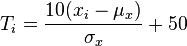 T_i = \frac{10(x_i - \mu_x)}{\sigma_x} + 50